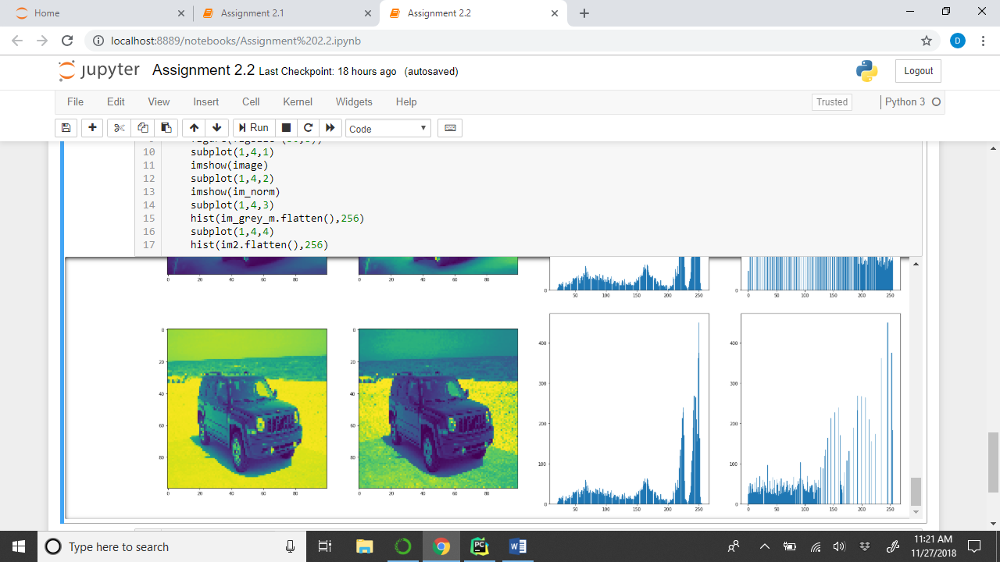 Home
Assignment 2.1
Assignment 2.2
localhost:8889/notebooks/Assignment%202.2.ipynb
D
jupyter Assignment 2.2 Last Checkpoint: 18 hours ago (autosaved)
Logout
File Edit View Insert Cell Kernel Widgets Help
Trusted
Python 3
Run
Code
10 subplot(1,4,1)
11 imshow(image)
12 subplot(1,4,2)
13 imshow(im_norm)
14 subplot(1,4,3)
15 hist(im_grey_m.flatten(),256)
16 subplot(1,4,4)
17 hist(im2.flatten(),256)
0 20 40 60 80
0 20 40 60 80
0
50 100 150 200 250
0
0 50 100 150 200 250
0
20
40
60
80
0 20 40 60 80
0
20
40
60
80
0 20 40 60 80
400
300
200
100
0
50 100 150 200 250
400
300
200
100
0
0 50 100 150 200 250
Type here to search
PC
W
11:21 AM
11/27/2018